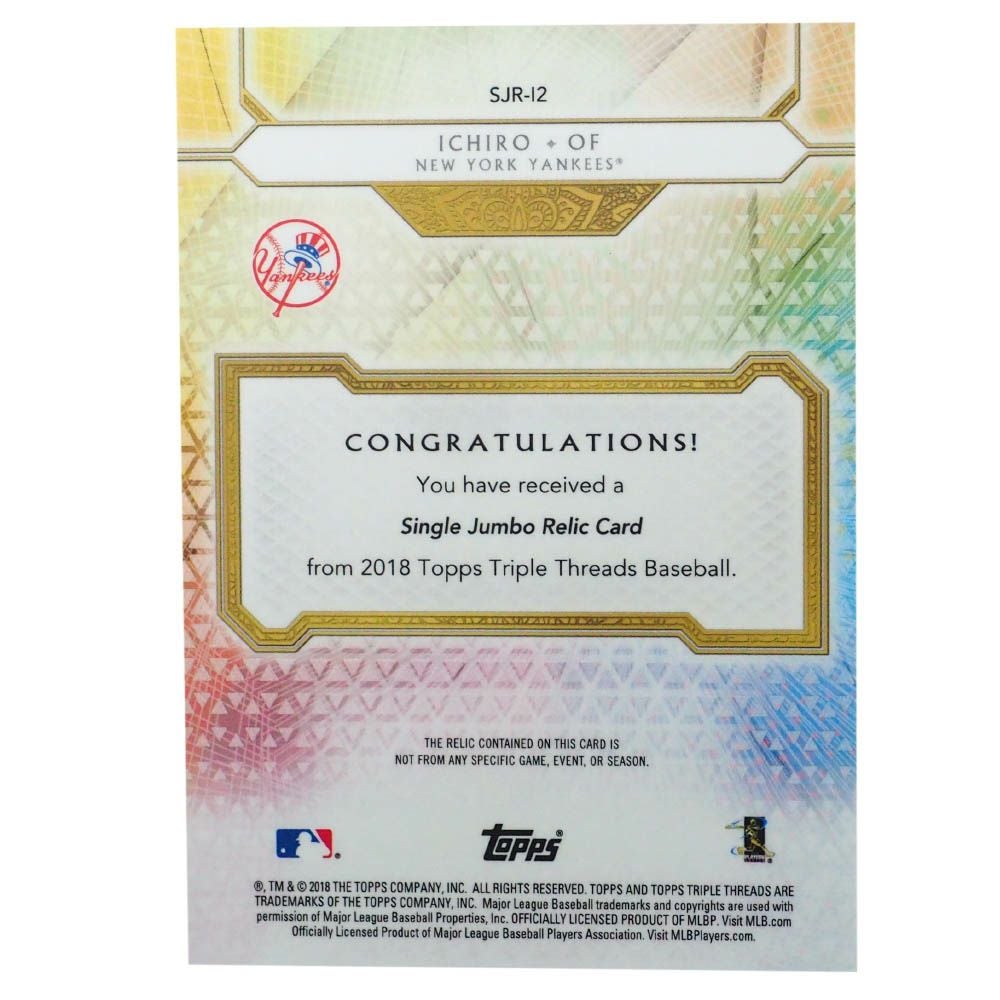 SJR-I2
ICHIRO ✦ OF
NEW YORK YANKEES®
Yankees®
CONGRATULATIONS!
You have received a
Single Jumbo Relic Card
from 2018 Topps Triple Threads Baseball.
THE RELIC CONTAINED ON THIS CARD IS
NOT FROM ANY SPECIFIC GAME, EVENT, OR SEASON.
topps®
®, TM & © 2018 THE TOPPS COMPANY, INC. ALL RIGHTS RESERVED. TOPPS AND TOPPS TRIPLE THREADS ARE
TRADEMARKS OF THE TOPPS COMPANY, INC. Major League Baseball trademarks and copyrights are used with
permission of Major League Baseball Properties, Inc. OFFICIALLY LICENSED PRODUCT OF MLBP. Visit MLB.com
Officially Licensed Product of Major League Baseball Players Association. Visit MLBPlayers.com.